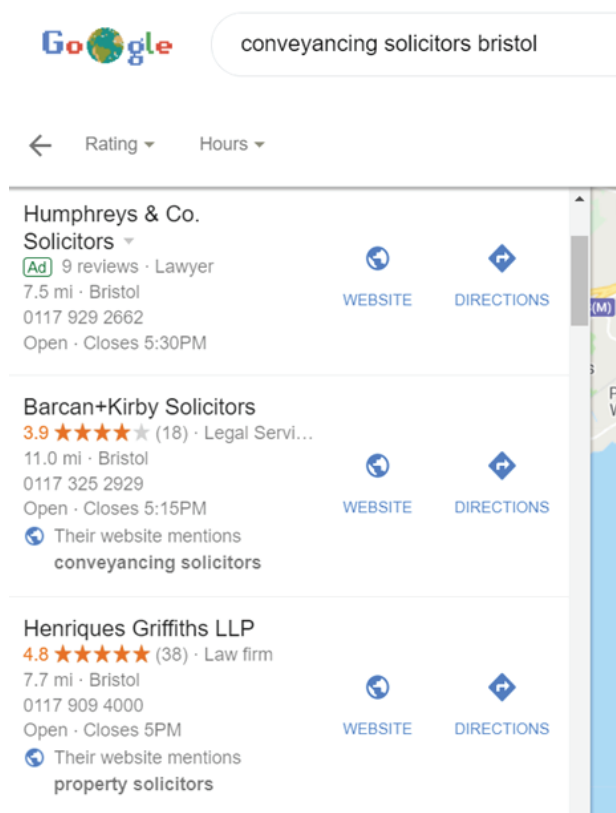 Google
conveyancing solicitors bristol
Rating
Hours
Humphreys & Co.
Solicitors
Ad 9 reviews · Lawyer
7.5 mi · Bristol
0117 929 2662
Open · Closes 5:30PM
WEBSITE
DIRECTIONS
(M)
Barcan+Kirby Solicitors
3.9 (18) · Legal Servi...
11.0 mi · Bristol
0117 325 2929
Open · Closes 5:15PM
Their website mentions
conveyancing solicitors
WEBSITE
DIRECTIONS
Henriques Griffiths LLP
4.8 (38) · Law firm
7.7 mi · Bristol
0117 909 4000
Open · Closes 5PM
Their website mentions
property solicitors
WEBSITE
DIRECTIONS